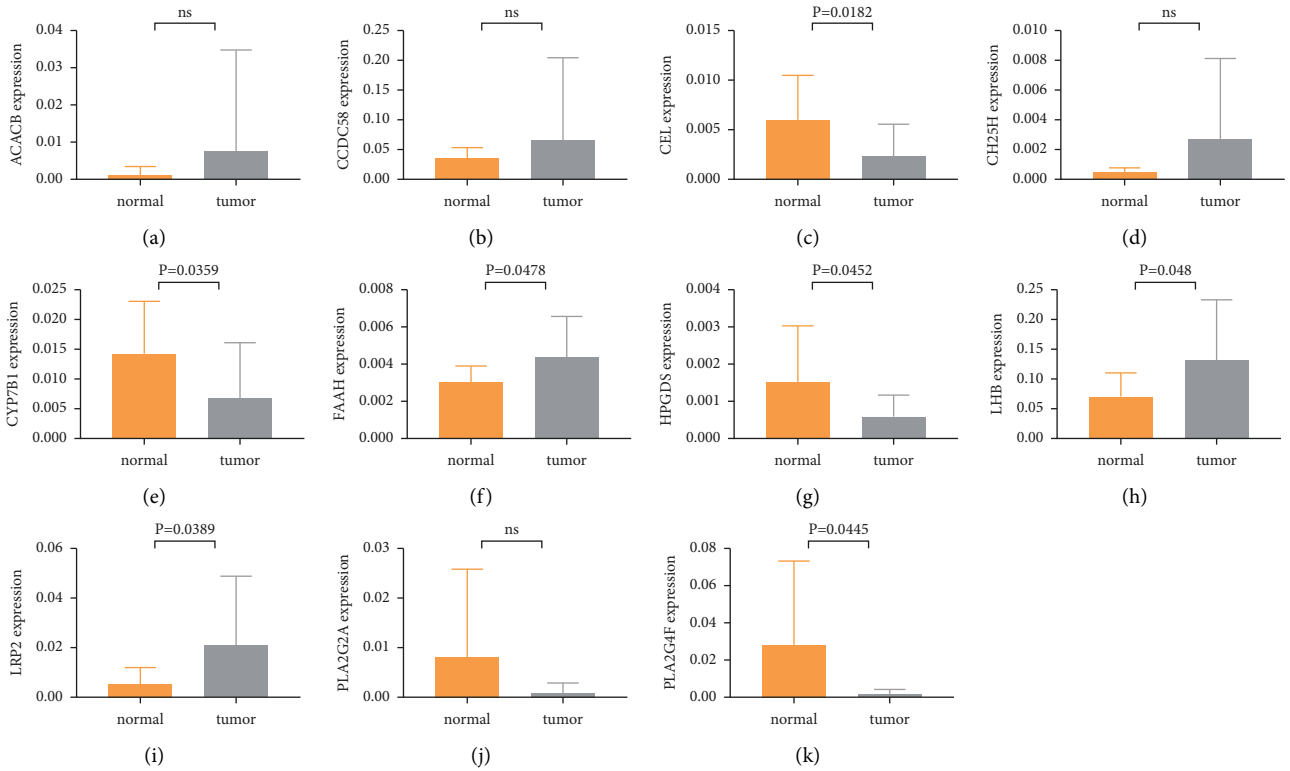 ns
ACACB expression
0.04
0.03
0.02
0.01
0.00
normal tumor
(a)
ns
CCDC58 expression
0.25
0.20
0.15
0.10
0.05
0.00
normal tumor
(b)
P=0.0182
CEL expression
0.015
0.010
0.005
0.000
normal tumor
(c)
ns
CH25H expression
0.010
0.008
0.006
0.004
0.002
0.000
normal tumor
(d)
P=0.0359
CYP7B1 expression
0.025
0.020
0.015
0.010
0.005
0.000
normal tumor
(e)
P=0.0478
FAAH expression
0.008
0.006
0.004
0.002
0.000
normal tumor
(f)
P=0.0452
HPGDS expression
0.004
0.003
0.002
0.001
0.000
normal tumor
(g)
P=0.048
LHB expression
0.25
0.20
0.15
0.10
0.05
0.00
normal tumor
(h)
P=0.0389
LRP2 expression
0.06
0.04
0.02
0.00
normal tumor
(i)
ns
PLA2G2A expression
0.03
0.02
0.01
0.00
normal tumor
(j)
P=0.0445
PLA2G4F expression
0.08
0.06
0.04
0.02
0.00
normal tumor
(k)